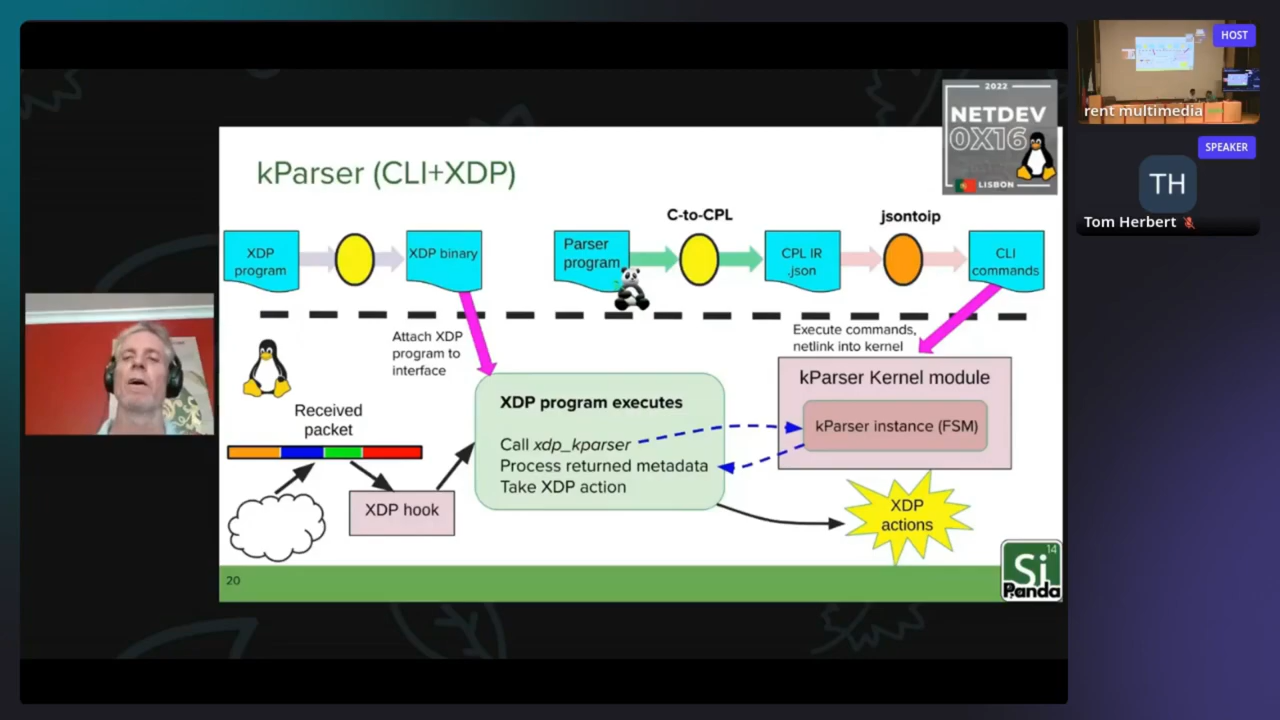 HOST
rent multimedia
SPEAKER
TH
Tom Herbert
2022
NETDEV
0X16
LISBON
kParser (CLI+XDP)
C-to-CPL
jsontoip
XDP
program
XDP binary
Parser
program
CPL IR
.json
CLI
commands
Attach XDP
program to
interface
Execute commands,
netlink into kernel
kParser Kernel module
kParser instance (FSM)
Received
packet
XDP hook
XDP program executes
Call xdp_kparser
Process returned metadata
Take XDP action
XDP
actions
20
14
Si
Panda